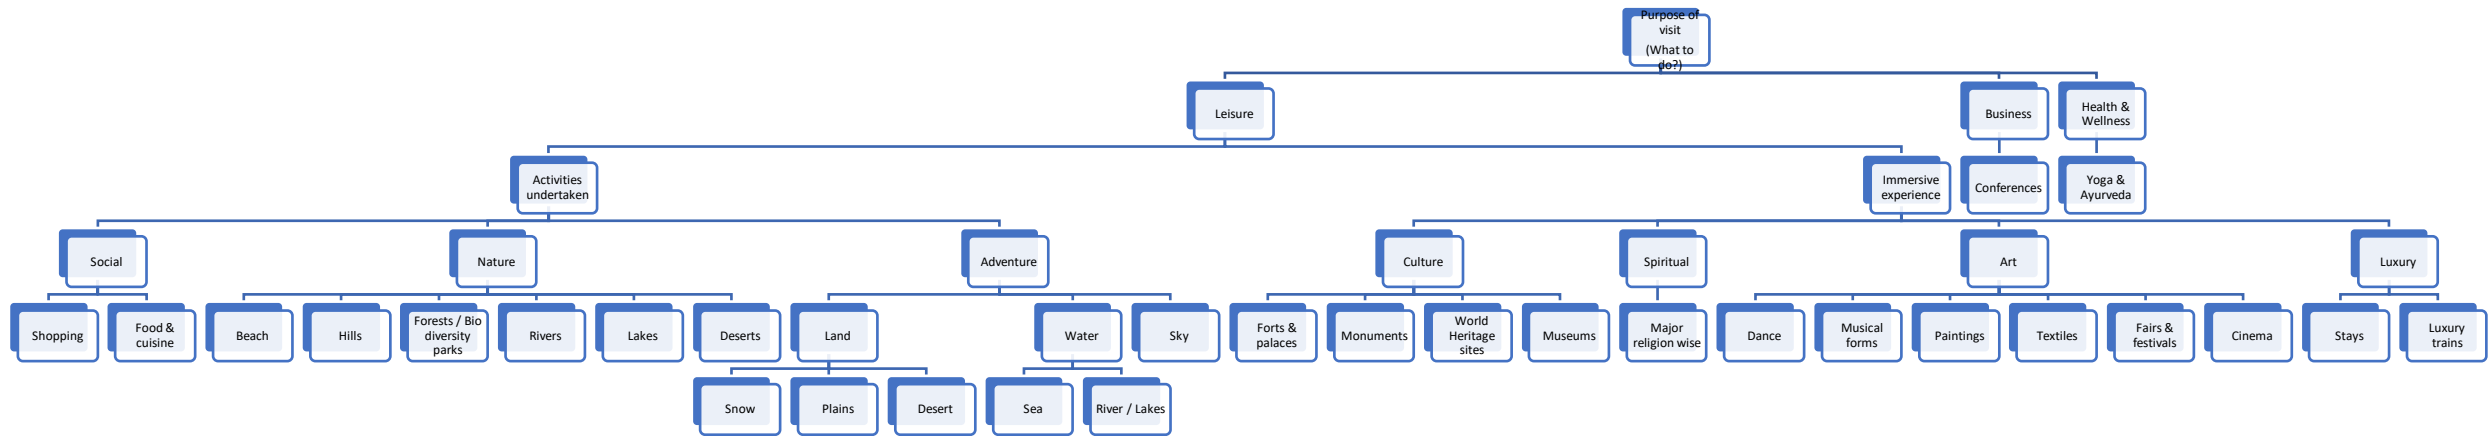 Purpose of
visit
(What to
do?)
Leisure
Business
Health &
Wellness
Activities
undertaken
Immersive
experience
Conferences
Yoga &
Ayurveda
Social
Nature
Adventure
Culture
Spiritual
Art
Luxury
Shopping
Food &
cuisine
Beach
Hills
Forests / Bio
diversity
parks
Rivers
Lakes
Deserts
Land
Water
Sky
Forts &
palaces
Monuments
World
Heritage
sites
Museums
Major
religion wise
Dance
Musical
forms
Paintings
Textiles
Fairs &
festivals
Cinema
Stays
Luxury
trains
Snow
Plains
Desert
Sea
River / Lakes